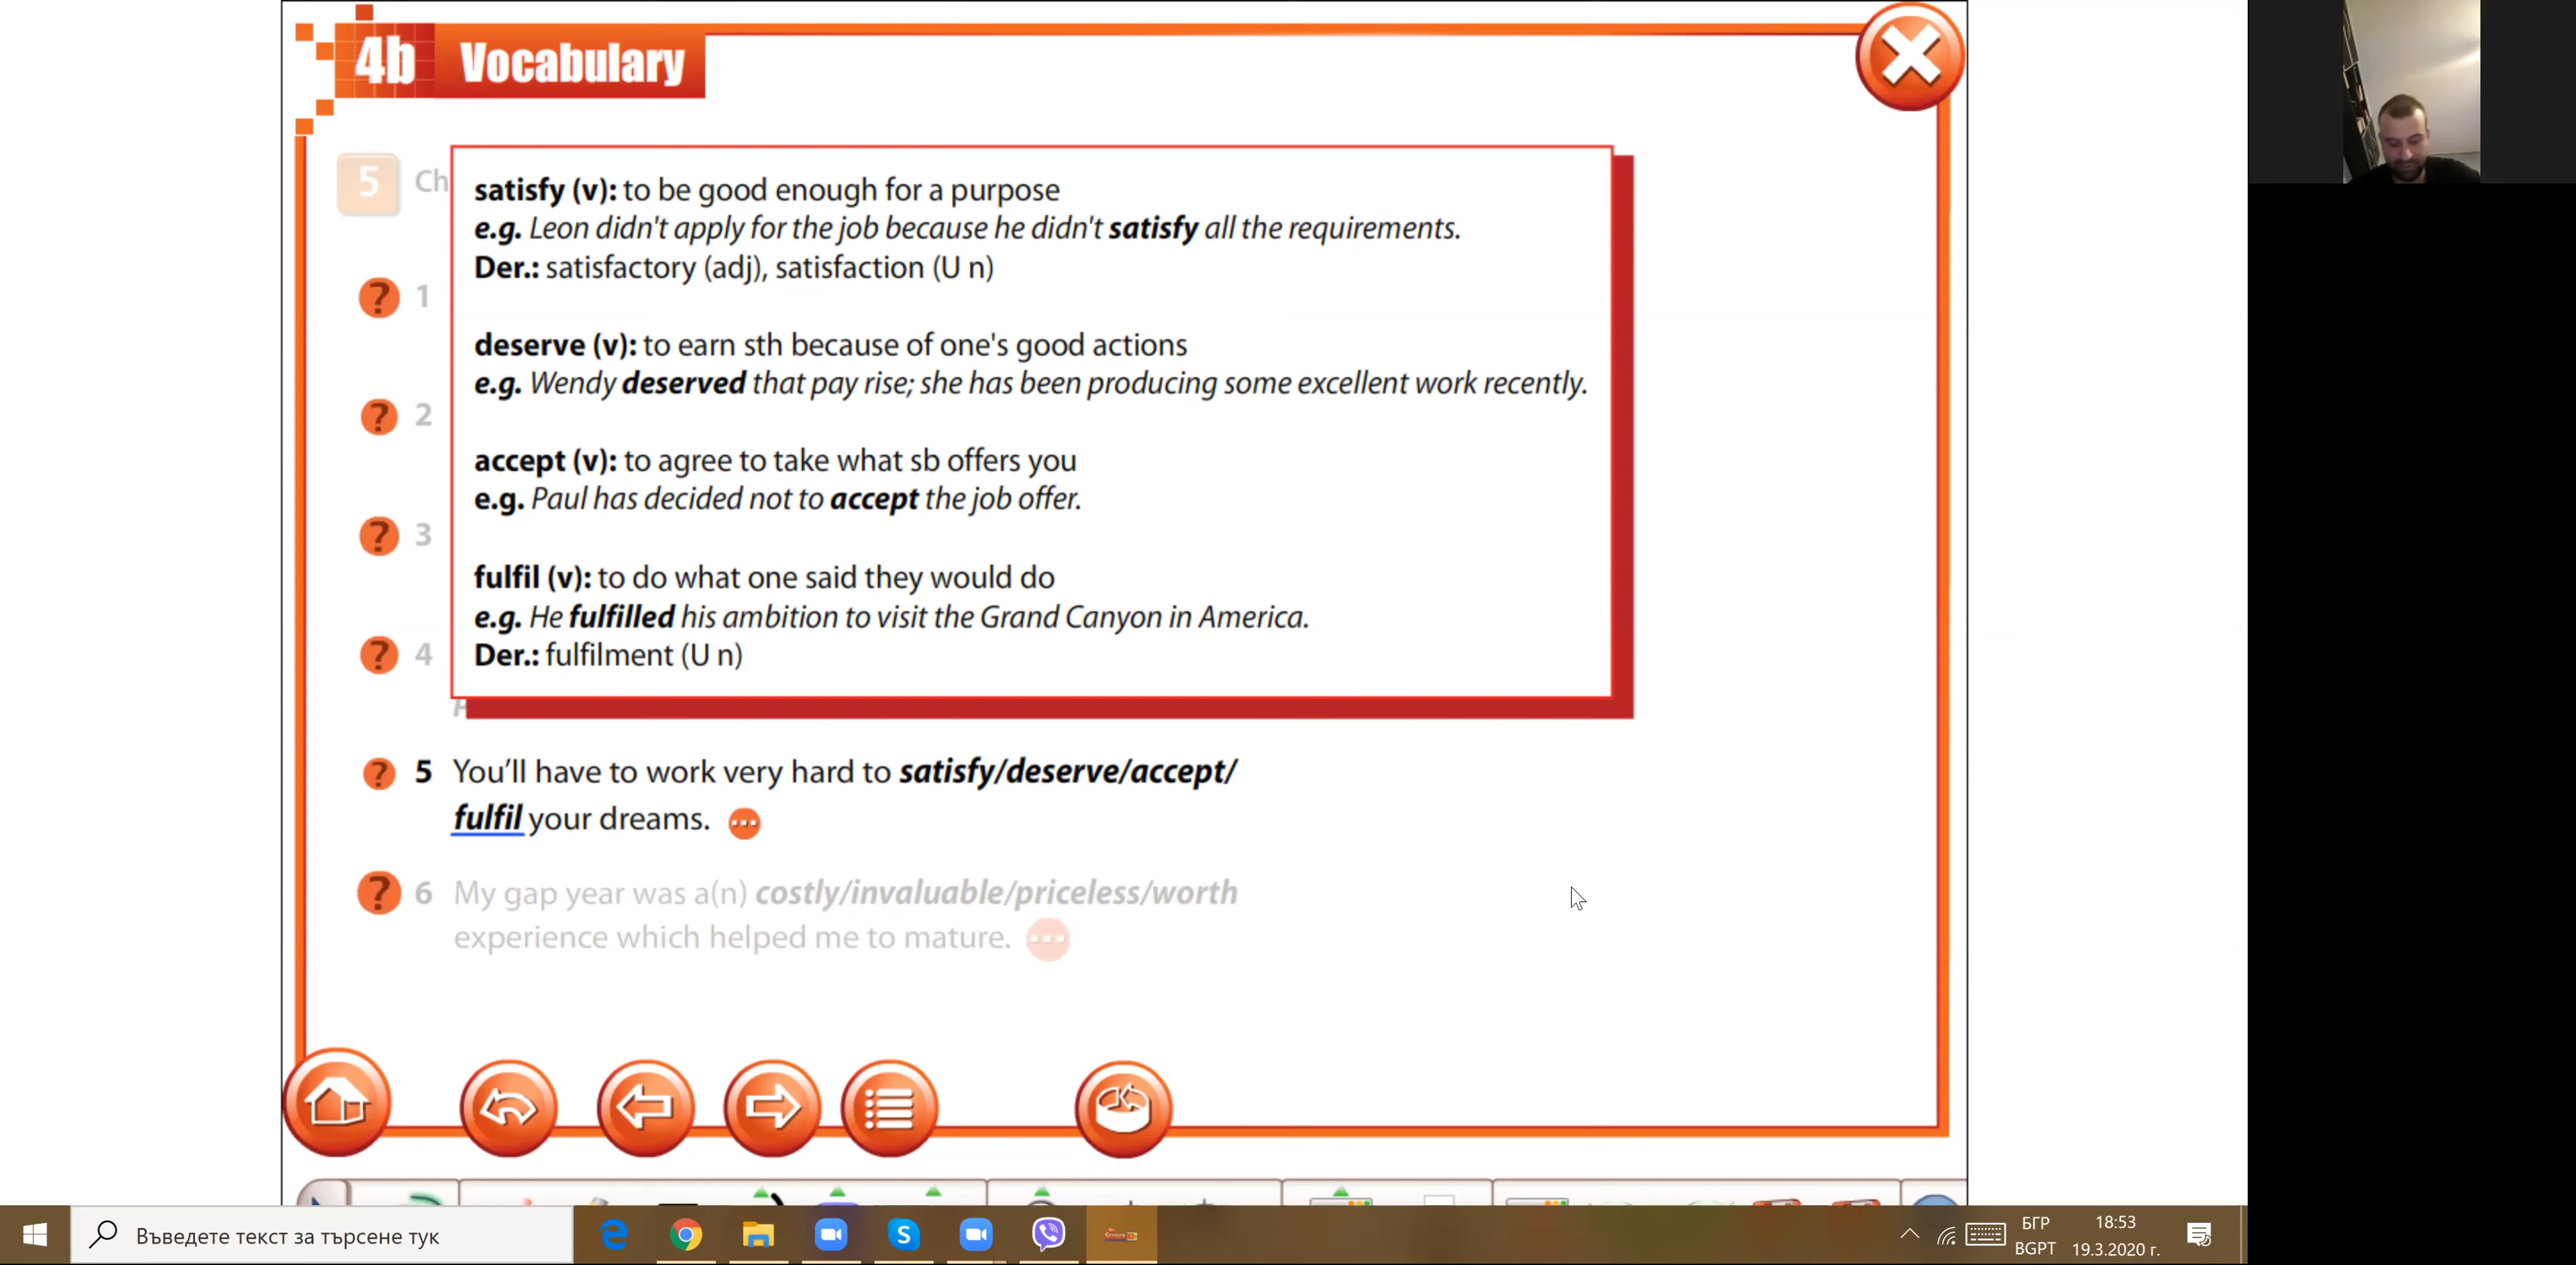 4b Vocabulary
5 Ch
satisfy (v): to be good enough for a purpose
e.g. Leon didn't apply for the job because he didn't satisfy all the requirements.
Der.: satisfactory (adj), satisfaction (U n)
? 1
deserve (v): to earn sth because of one's good actions
e.g. Wendy deserved that pay rise; she has been producing some excellent work recently.
? 2
accept (v): to agree to take what sb offers you
e.g. Paul has decided not to accept the job offer.
? 3
fulfil (v): to do what one said they would do
e.g. He fulfilled his ambition to visit the Grand Canyon in America.
? 4
Der.: fulfilment (U n)
? 5 You'll have to work very hard to satisfy/deserve/accept/
fulfil your dreams.
? 6 My gap year was a(n) costly/invaluable/priceless/worth
experience which helped me to mature.
Въведете текст за търсене тук
БГР
BGPT
18:53
19.3.2020 г.